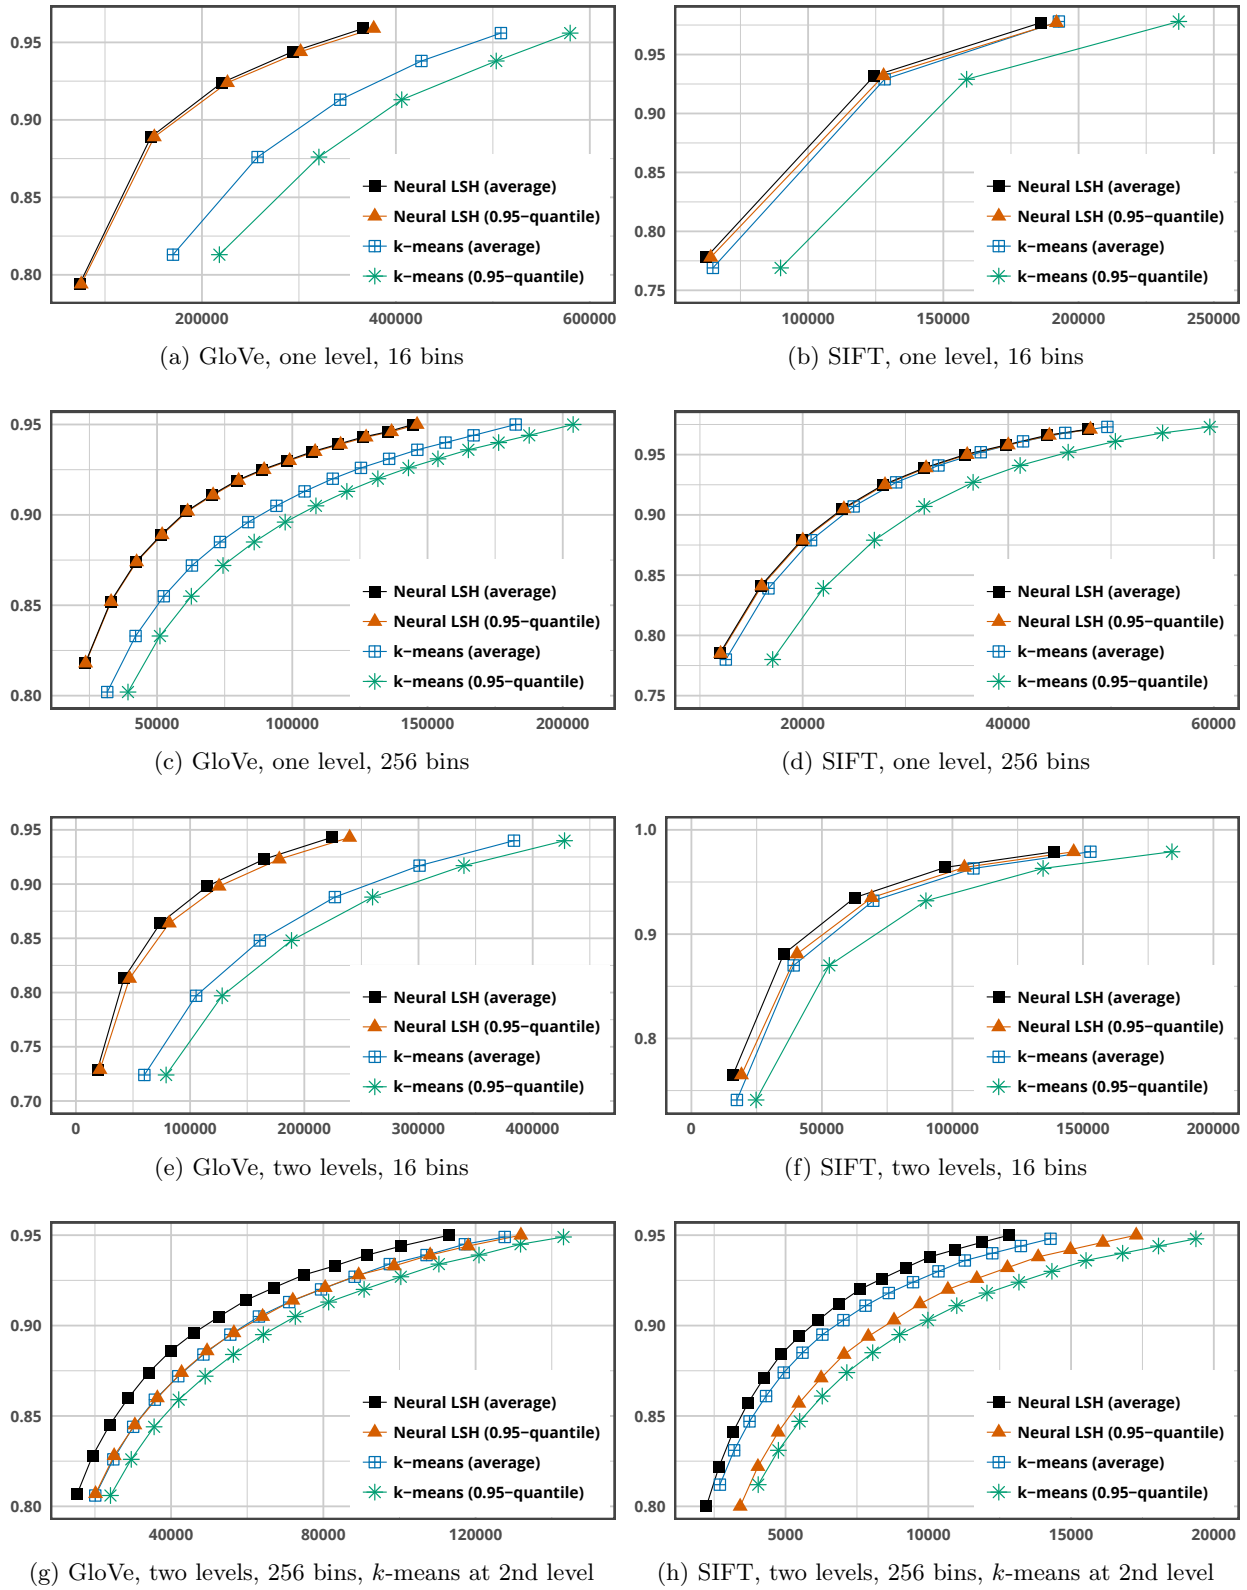 0.95
0.90
0.85
0.80
200000 400000 600000
Neural LSH (average)
Neural LSH (0.95−quantile)
k−means (average)
k−means (0.95−quantile)
(a) GloVe, one level, 16 bins
0.95
0.90
0.85
0.80
0.75
100000 150000 200000 250000
Neural LSH (average)
Neural LSH (0.95−quantile)
k−means (average)
k−means (0.95−quantile)
(b) SIFT, one level, 16 bins
0.95
0.90
0.85
0.80
50000 100000 150000 200000
Neural LSH (average)
Neural LSH (0.95−quantile)
k−means (average)
k−means (0.95−quantile)
(c) GloVe, one level, 256 bins
0.95
0.90
0.85
0.80
0.75
20000 40000 60000
Neural LSH (average)
Neural LSH (0.95−quantile)
k−means (average)
k−means (0.95−quantile)
(d) SIFT, one level, 256 bins
0.95
0.90
0.85
0.80
0.75
0.70
0 100000 200000 300000 400000
Neural LSH (average)
Neural LSH (0.95−quantile)
k−means (average)
k−means (0.95−quantile)
(e) GloVe, two levels, 16 bins
1.0
0.9
0.8
0 50000 100000 150000 200000
Neural LSH (average)
Neural LSH (0.95−quantile)
k−means (average)
k−means (0.95−quantile)
(f) SIFT, two levels, 16 bins
0.95
0.90
0.85
0.80
40000 80000 120000
Neural LSH (average)
Neural LSH (0.95−quantile)
k−means (average)
k−means (0.95−quantile)
(g) GloVe, two levels, 256 bins, k-means at 2nd level
0.95
0.90
0.85
0.80
5000 10000 15000 20000
Neural LSH (average)
Neural LSH (0.95−quantile)
k−means (average)
k−means (0.95−quantile)
(h) SIFT, two levels, 256 bins, k-means at 2nd level